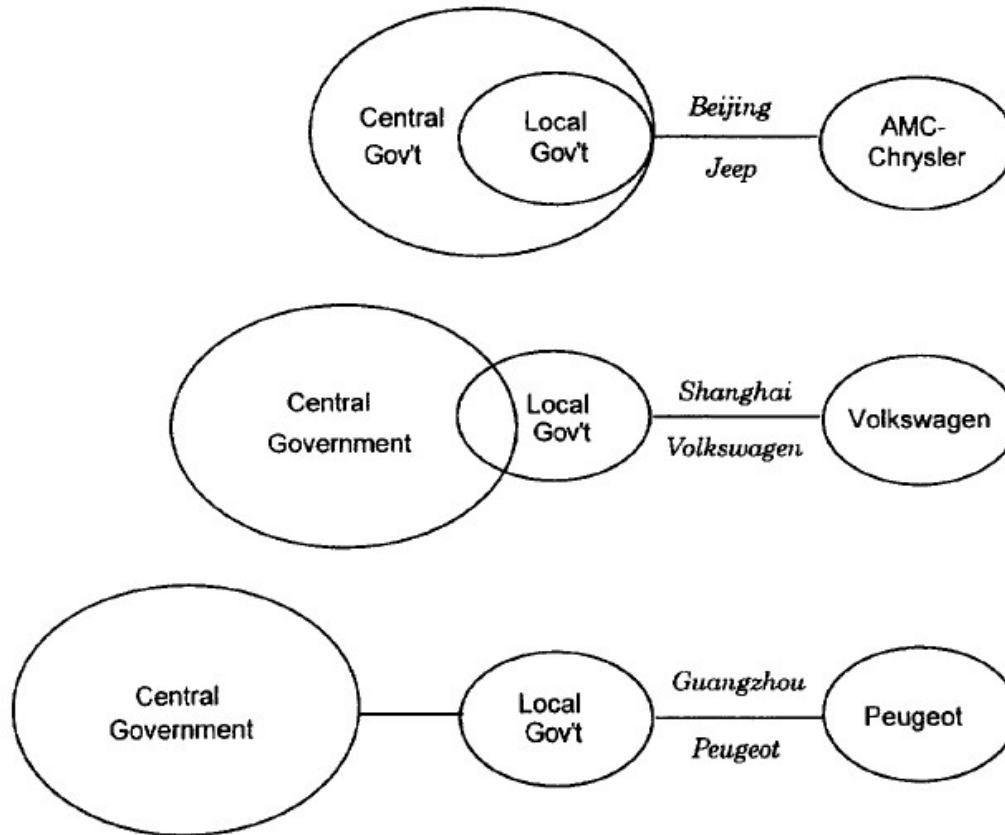 Central
Gov't
Local
Gov't
Beijing
Jeep
AMC-
Chrysler
Central
Government
Local
Gov't
Shanghai
Volkswagen
Volkswagen
Central
Government
Local
Gov't
Guangzhou
Peugeot
Peugeot